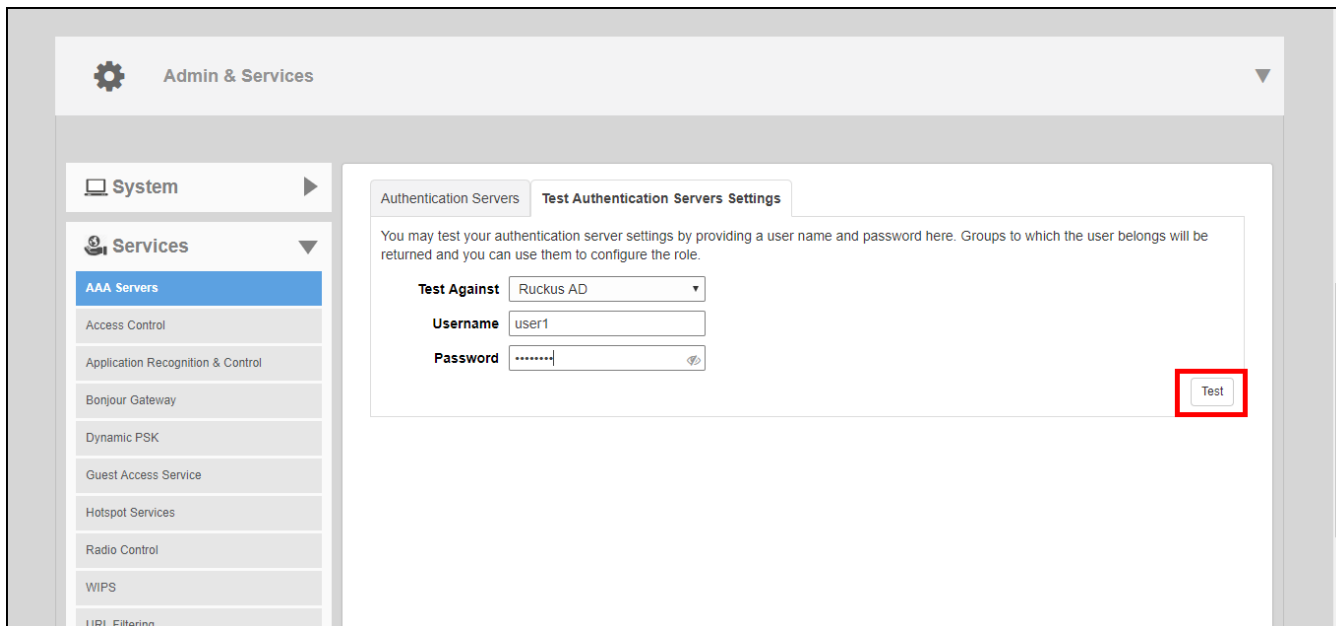 Admin & Services
System
Services
AAA Servers
Access Control
Application Recognition & Control
Bonjour Gateway
Dynamic PSK
Guest Access Service
Hotspot Services
Radio Control
WIPS
URL Filtering
Authentication Servers
Test Authentication Servers Settings
You may test your authentication server settings by providing a user name and password here. Groups to which the user belongs will be
returned and you can use them to configure the role.
Test Against Ruckus AD
Username user1
Password ••••••••
Test